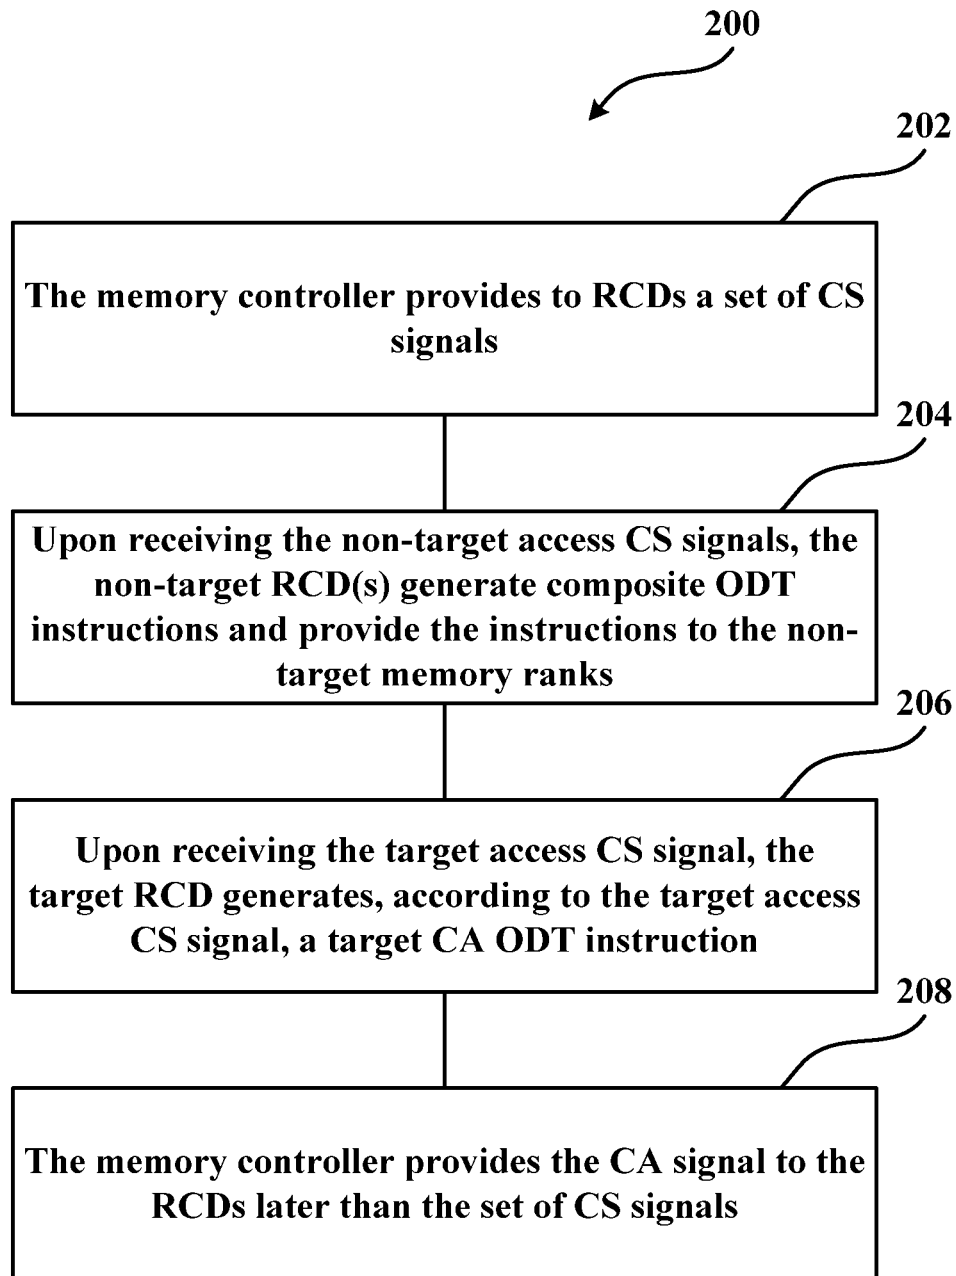 200
202
The memory controller provides to RCDs a set of CS
signals
204
Upon receiving the non-target access CS signals, the
non-target RCD(s) generate composite ODT
instructions and provide the instructions to the non-
target memory ranks
206
Upon receiving the target access CS signal, the
target RCD generates, according to the target access
CS signal, a target CA ODT instruction
208
The memory controller provides the CA signal to the
RCDs later than the set of CS signals